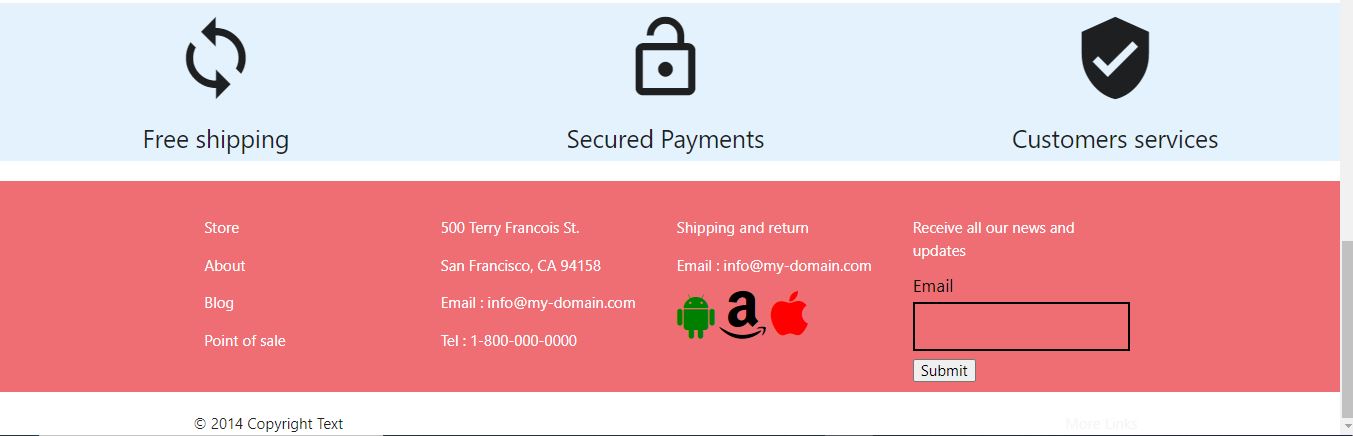 Free shipping
Secured Payments
Customers services
Store
About
Blog
Point of sale
500 Terry Francois St.
San Francisco, CA 94158
Email : info@my-domain.com
Tel : 1-800-000-0000
Shipping and return
Email : info@my-domain.com
Receive all our news and
updates
Email
Submit
© 2014 Copyright Text
More Links